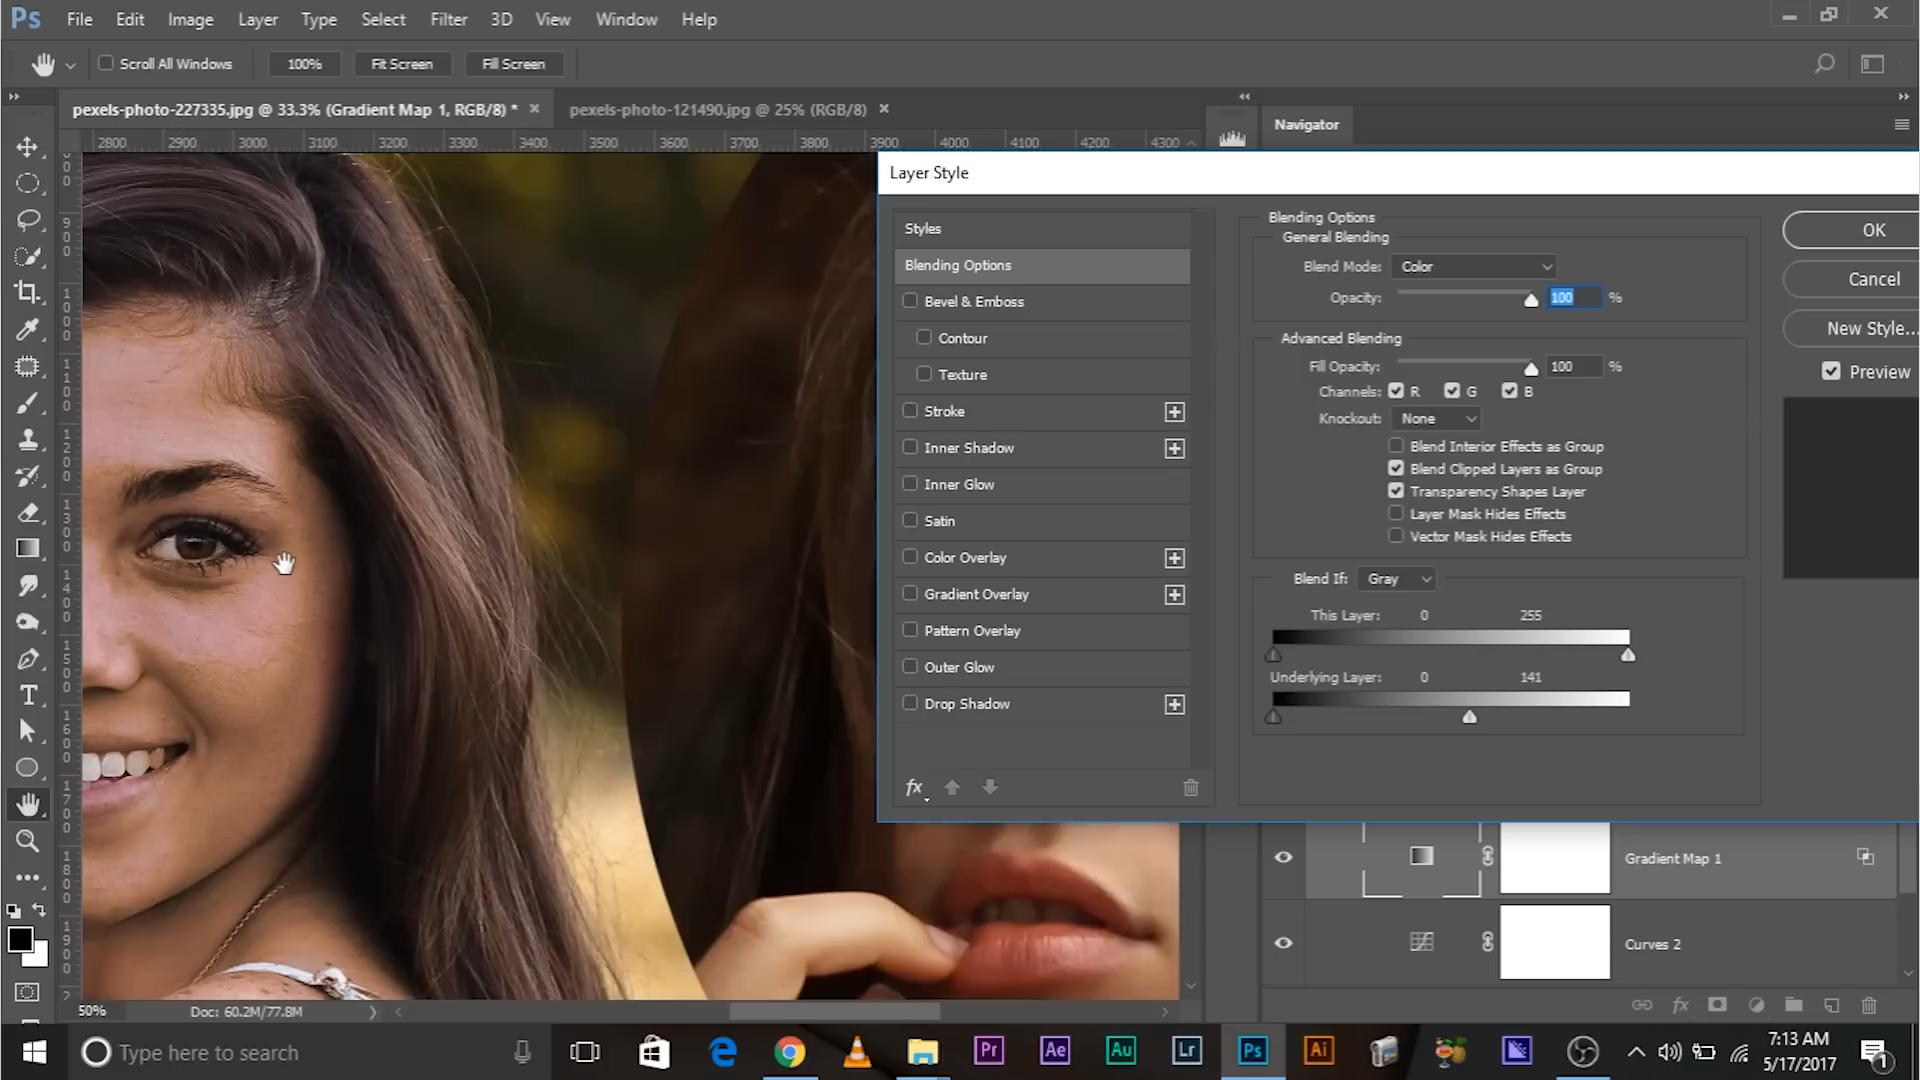 Ps File Edit Image Layer Type Select Filter 3D View Window Help
Scroll All Windows 100% Fit Screen Fill Screen
pexels-photo-227335.jpg @ 33.3% (Gradient Map 1, RGB/8) * × pexels-photo-121490.jpg @ 25% (RGB/8) ×
Navigator
2800 2900 3000 3100 3200 3300 3400 3500 3600 3700 3800 3900 4000 4100 4200 4300
Layer Style
Styles
Blending Options
Bevel & Emboss
Contour
Texture
Stroke
Inner Shadow
Inner Glow
Satin
Color Overlay
Gradient Overlay
Pattern Overlay
Outer Glow
Drop Shadow
fx
Blending Options
General Blending
Blend Mode: Color
Opacity: 100 %
Advanced Blending
Fill Opacity: 100 %
Channels: R G B
Knockout: None
Blend Interior Effects as Group
Blend Clipped Layers as Group
Transparency Shapes Layer
Layer Mask Hides Effects
Vector Mask Hides Effects
Blend If: Gray
This Layer: 0 255
Underlying Layer: 0 141
OK
Cancel
New Style...
Preview
Gradient Map 1
Curves 2
fx
50% Doc: 60.2M/77.8M
Type here to search
Pr Ae Au Lr Ps Ai
7:13 AM
5/17/2017
1